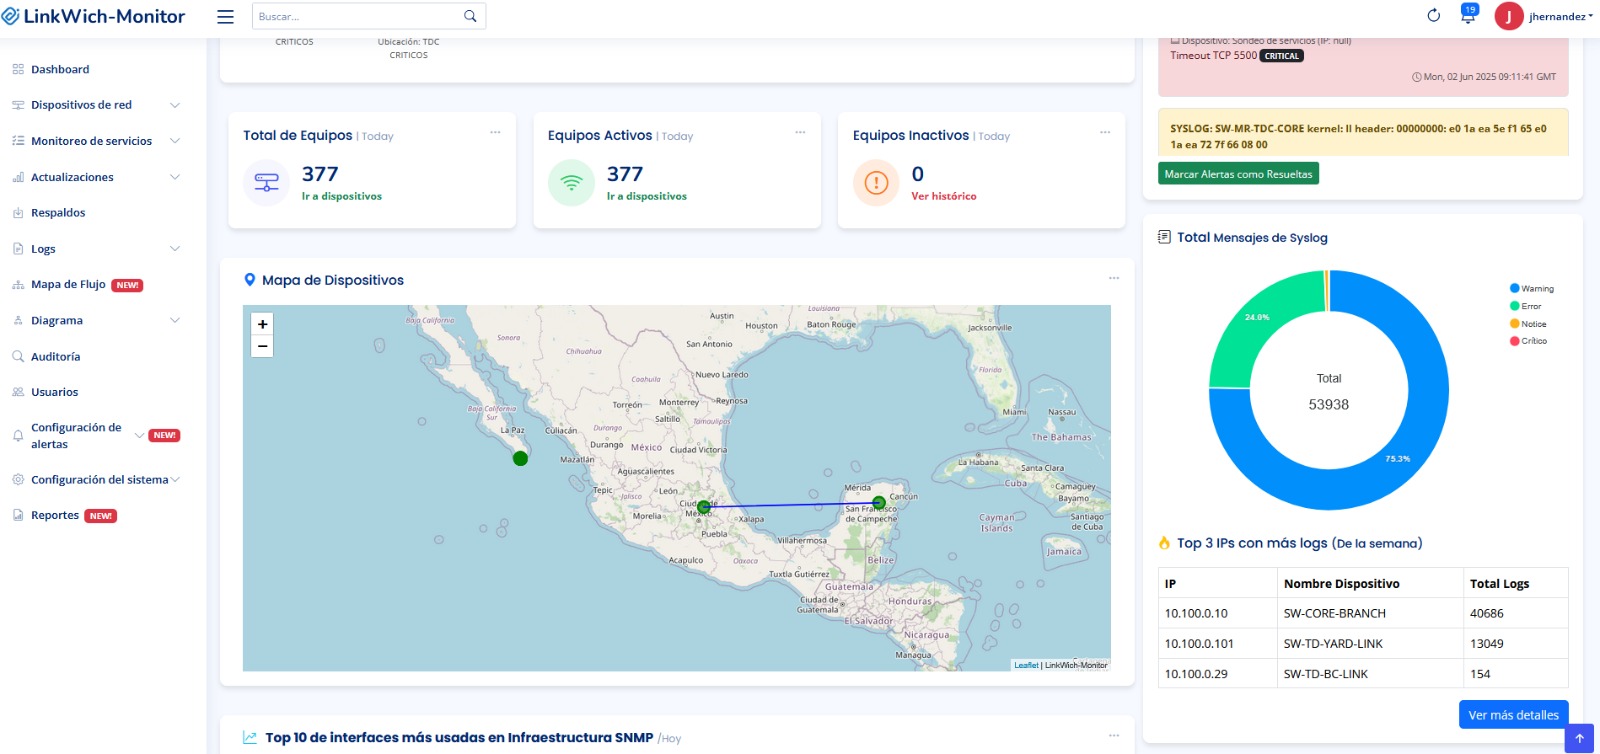 LinkWich-Monitor
Buscar...
19
J
jhernandez
Dashboard
Dispositivos de red
Monitoreo de servicios
Actualizaciones
Respaldos
Logs
Mapa de Flujo NEW!
Diagrama
Auditoría
Usuarios
Configuración de
alertas NEW!
Configuración del sistema
Reportes NEW!
CRITICOS
Ubicación: TDC
CRITICOS
Total de Equipos | Today
377
Ir a dispositivos
Equipos Activos | Today
377
Ir a dispositivos
Equipos Inactivos | Today
0
Ver histórico
Mapa de Dispositivos
+
−
Baja California
Sonora
Chihuahua
Coahuila
Austin
Houston
San Antonio
Louisiana
Baton Rouge
Jacksonville
Florida
Nuevo Laredo
Monterrey
Reynosa
Torreón
Saltillo
Tamaulipas
Baja California
Sur
La Paz
Culiacán
Durango
Durango
México
Ciudad Victoria
Mazatlán
Aguascalientes
Miami
Nassau
The Bahamas
La Habana
Santa Clara
Cuba
Camaguey
Bayamo
Santiago
de Cuba
Tepic
Jalisco
León
Ciudad de
México
Morelia
Xalapa
Puebla
Mérida
Cancún
San Francisco
de Campeche
Cayman
Islands
Jamaica
Villahermosa
Acapulco
Oaxaca
Belize
Tuxtla Gutiérrez
Guatemala
Ciudad de
Guatemala
Honduras
Nicaragua
Managua
Leaflet | LinkWich-Monitor
Top 10 de interfaces más usadas en Infraestructura SNMP /Hoy
Dispositivo: Sondeo de servicios (IP: null)
Timeout TCP 5500 CRITICAL
Mon, 02 Jun 2025 09:11:41 GMT
SYSLOG: SW-MR-TDC-CORE kernel: ll header: 00000000: e0 1a ea 5e f1 65 e0
1a ea 72 7f 66 08 00
Marcar Alertas como Resueltas
Total Mensajes de Syslog
24.0%
75.3%
Total
53938
Warning
Error
Notice
Crítico
Top 3 IPs con más logs (De la semana)
IP Nombre Dispositivo Total Logs
10.100.0.10 SW-CORE-BRANCH 40686
10.100.0.101 SW-TD-YARD-LINK 13049
10.100.0.29 SW-TD-BC-LINK 154
Ver más detalles